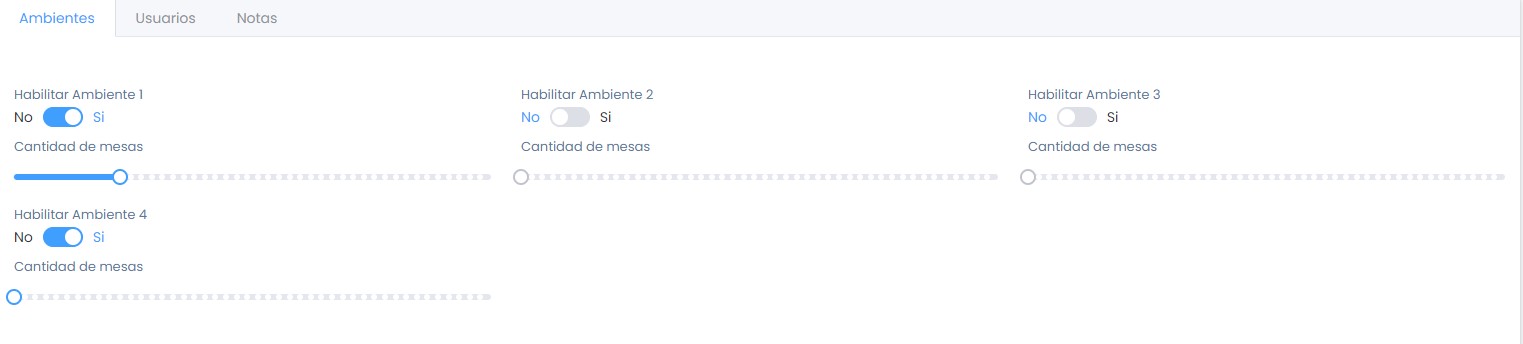 Ambientes Usuarios Notas
Habilitar Ambiente 1 Habilitar Ambiente 2 Habilitar Ambiente 3
No Si No Si No Si
Cantidad de mesas Cantidad de mesas Cantidad de mesas
Habilitar Ambiente 4
No Si
Cantidad de mesas